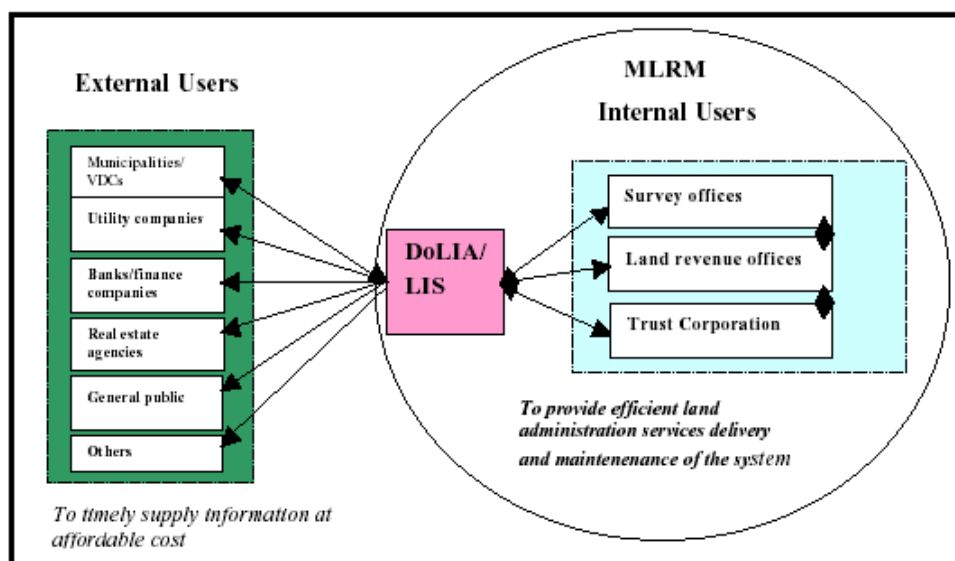 External Users
Municipalities/
VDCs
Utility companies
Banks/finance
companies
Real estate
agencies
General public
Others
To timely supply information at
affordable cost
DoLIA/
LIS
MLRM
Internal Users
Survey offices
Land revenue offices
Trust Corporation
To provide efficient land
administration services delivery
and maintenenance of the system